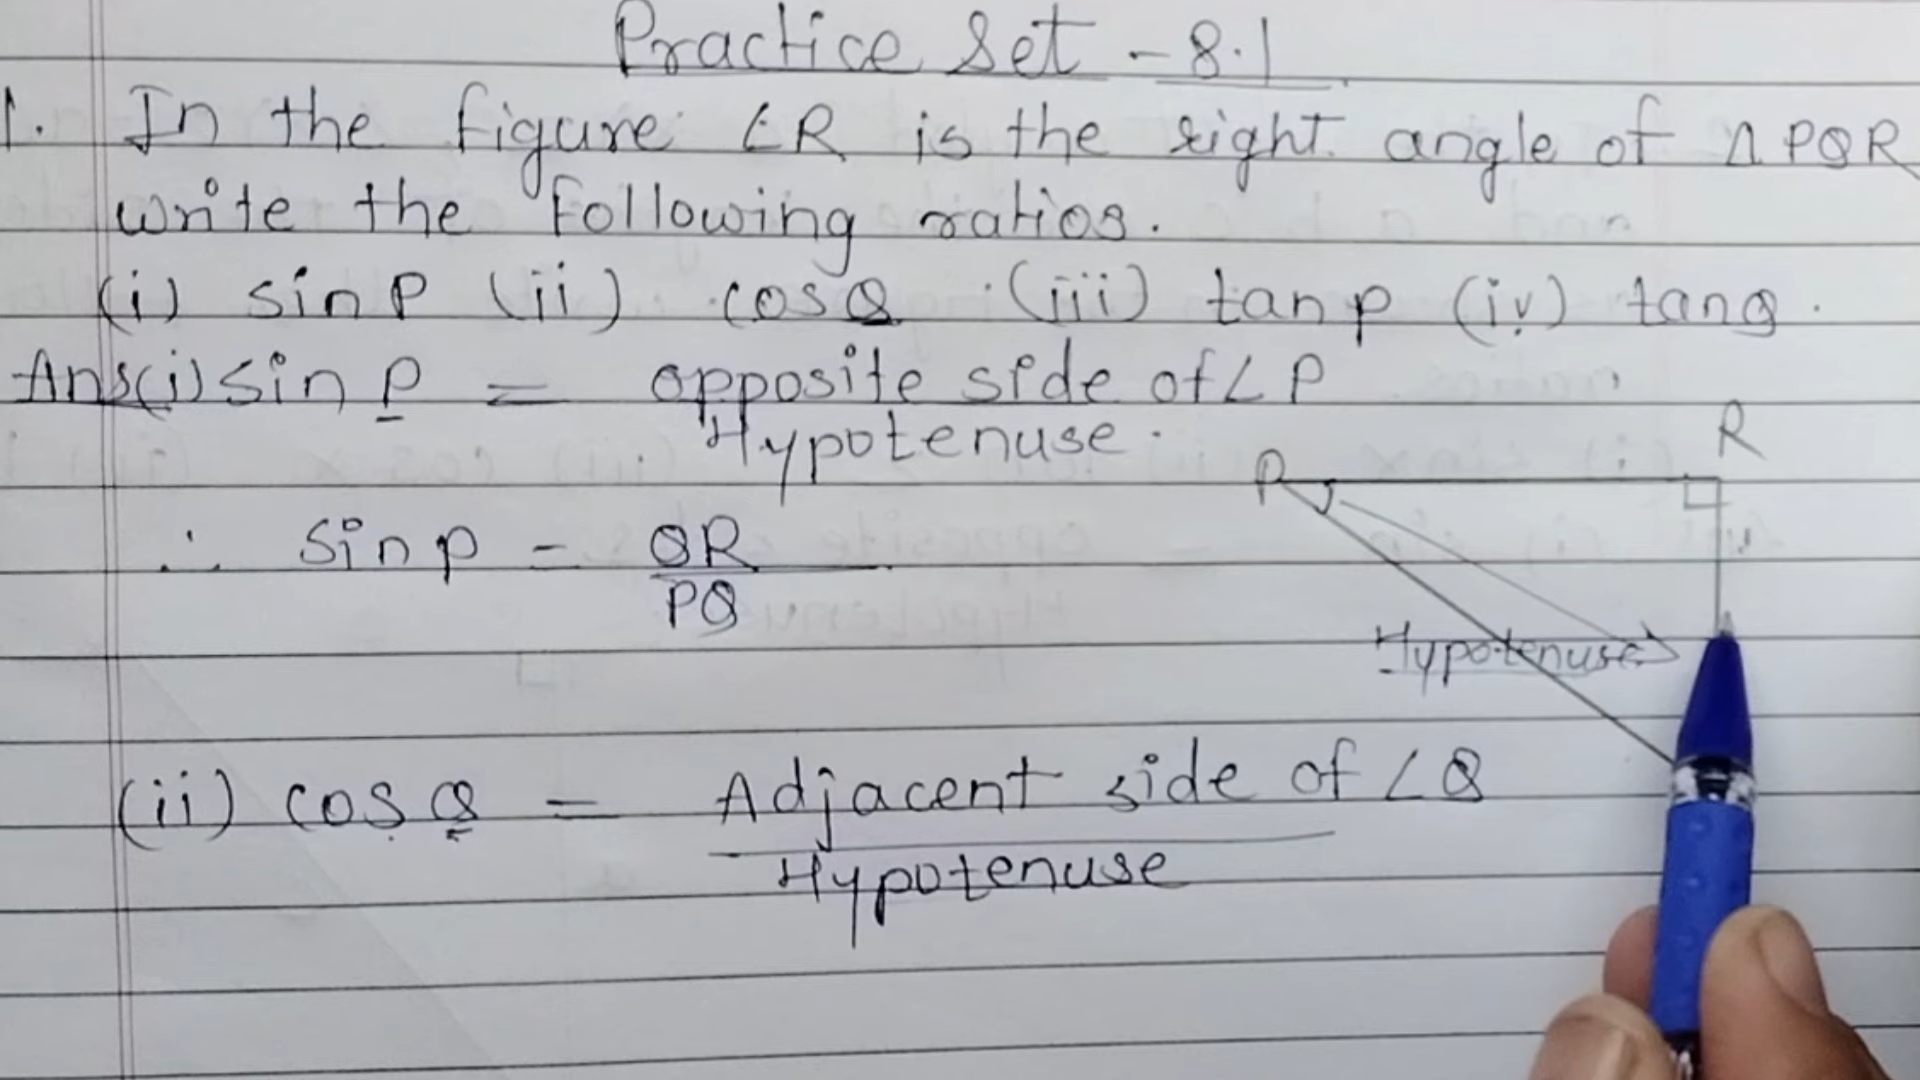 Practice Set - 8.1
1. In the figure ∠R is the right angle of △PQR
write the following ratios.
(i) sin P (ii) cos Q (iii) tan P (iv) tan Q.
Ans (i) sin P = opposite side of ∠P
Hypotenuse.
R
P
∴ sin P = QR
PQ
Hypotenuse
(ii) cos Q = Adjacent side of ∠Q
Hypotenuse